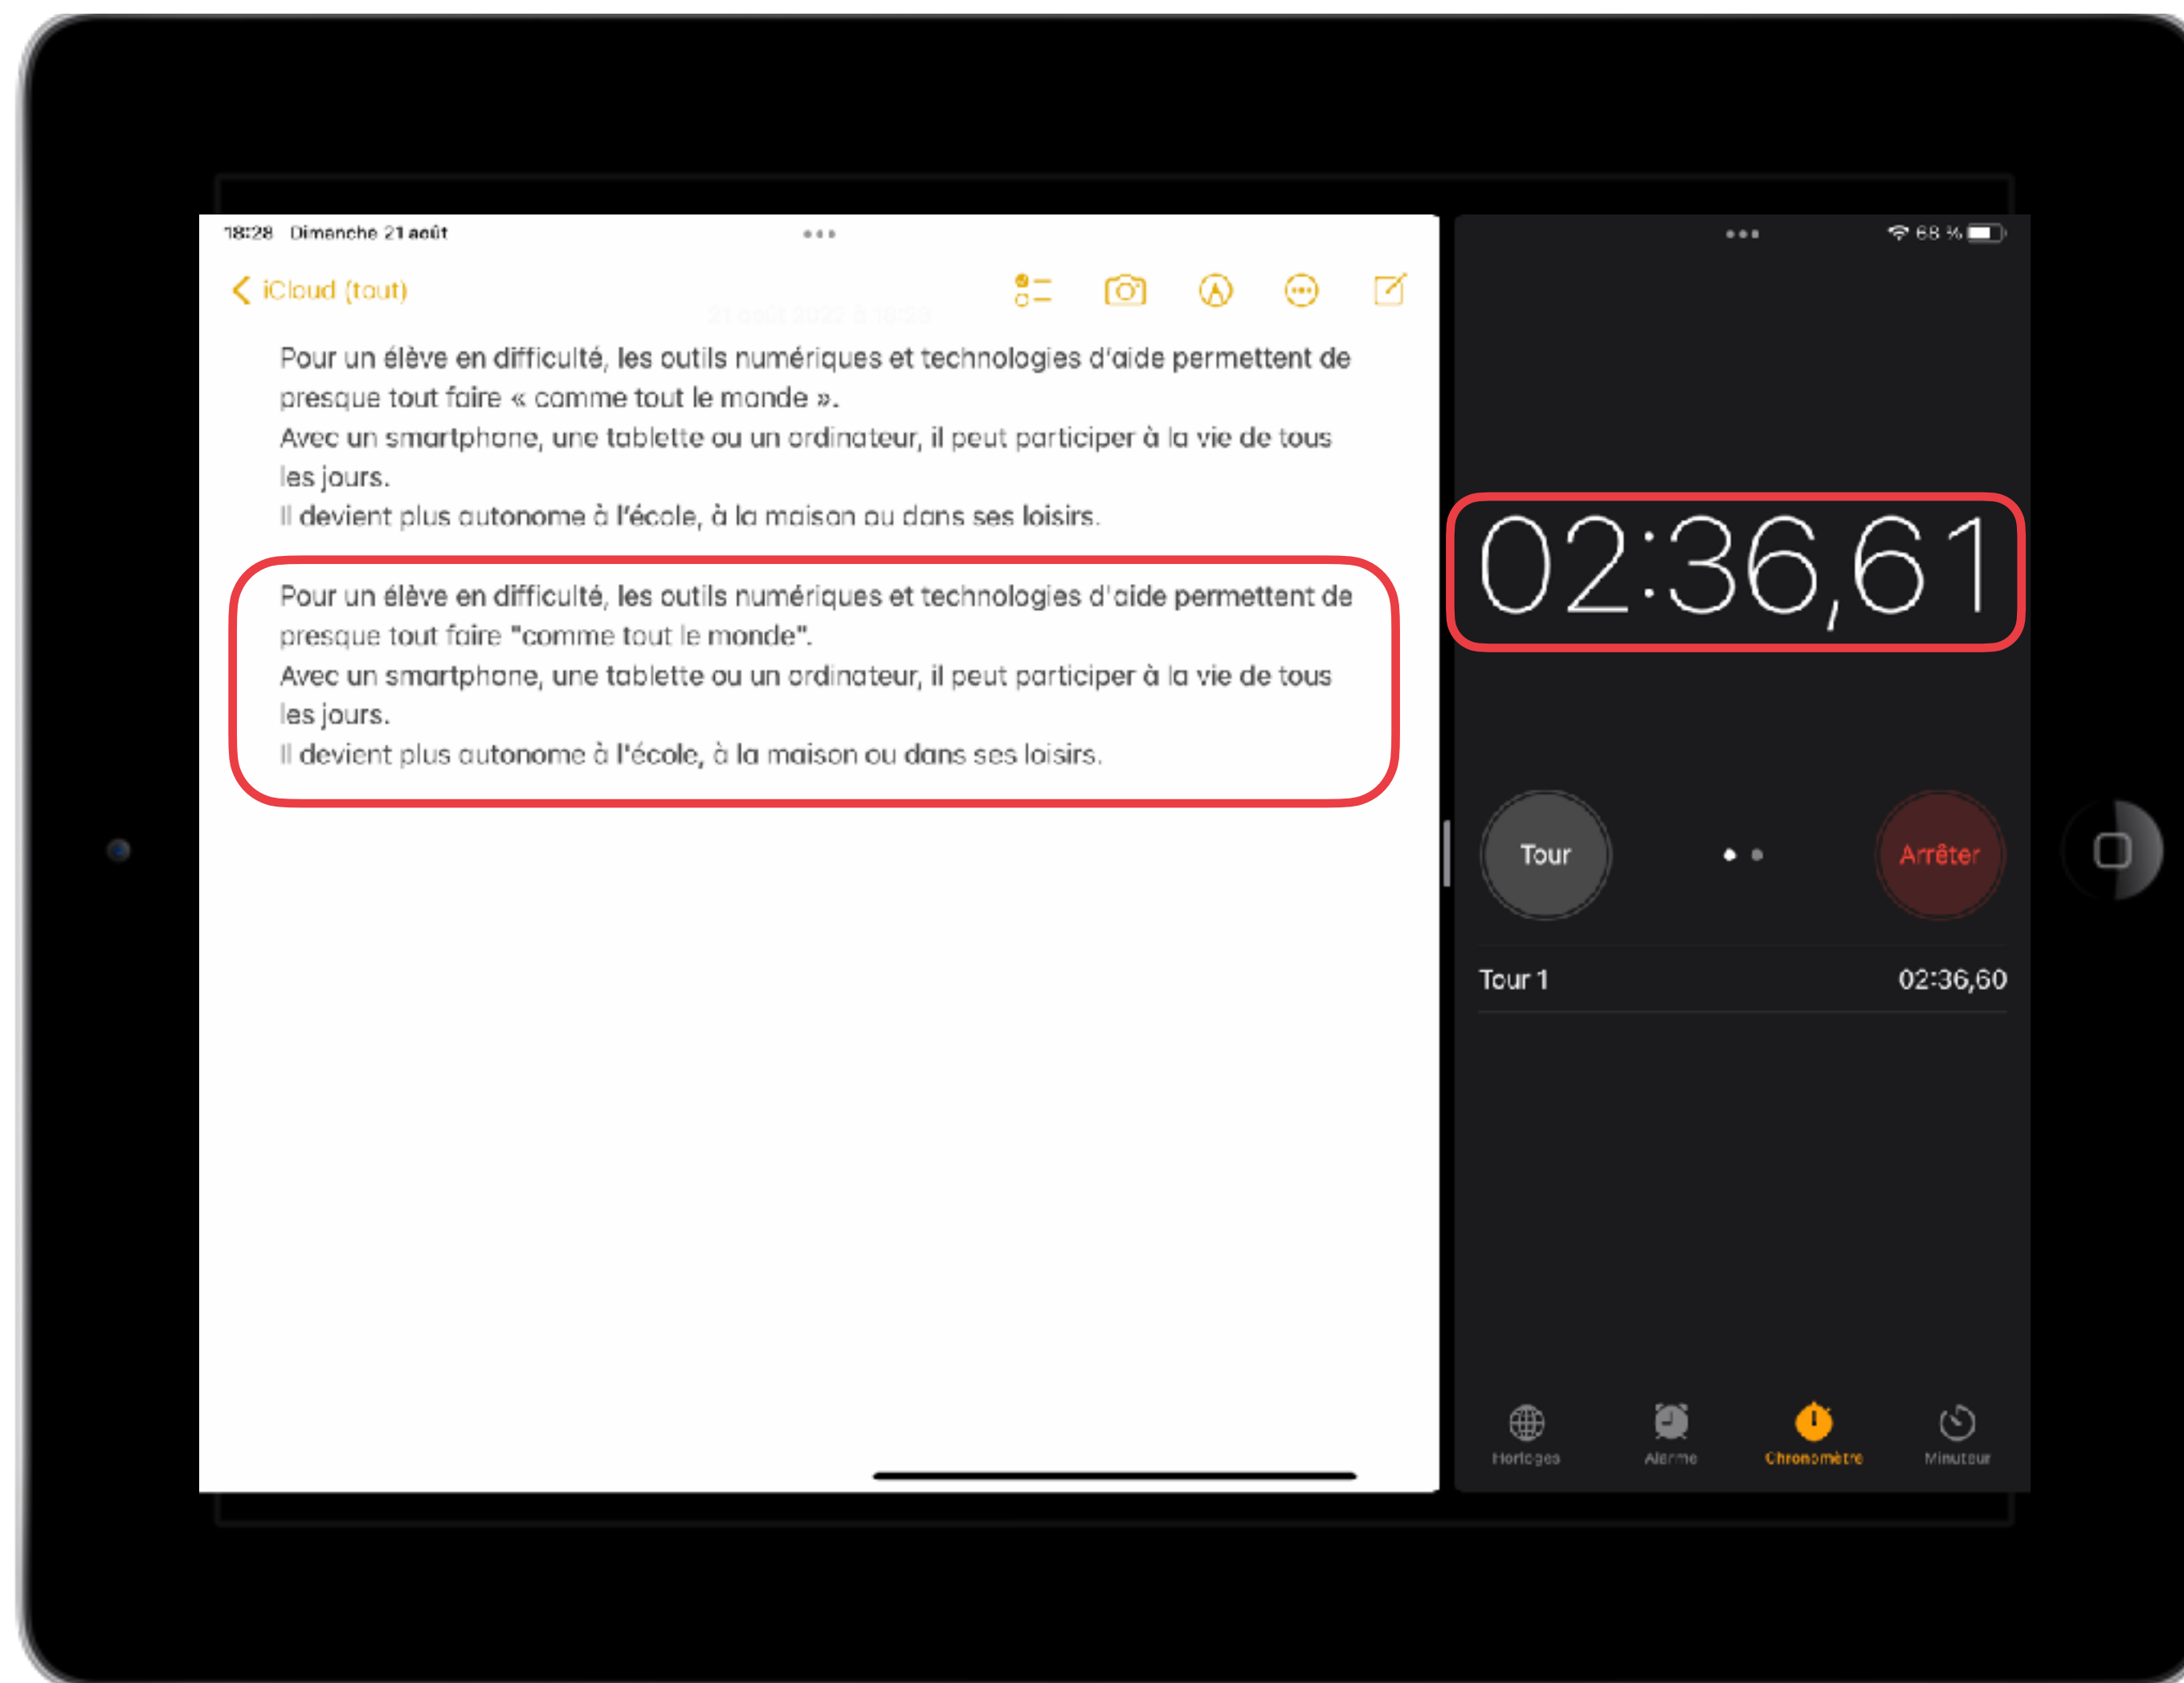 18:28 Dimanche 21 août
68 %
iCloud (tout)
21 août 2022 à 18:28
Pour un élève en difficulté, les outils numériques et technologies d’aide permettent de
presque tout faire « comme tout le monde ».
Avec un smartphone, une tablette ou un ordinateur, il peut participer à la vie de tous
les jours.
Il devient plus autonome à l’école, à la maison ou dans ses loisirs.
Pour un élève en difficulté, les outils numériques et technologies d'aide permettent de
presque tout faire "comme tout le monde".
Avec un smartphone, une tablette ou un ordinateur, il peut participer à la vie de tous
les jours.
Il devient plus autonome à l'école, à la maison ou dans ses loisirs.
02:36,61
Tour
Arrêter
Tour 1 02:36,60
Horloges
Alarme
Chronomètre
Minuteur